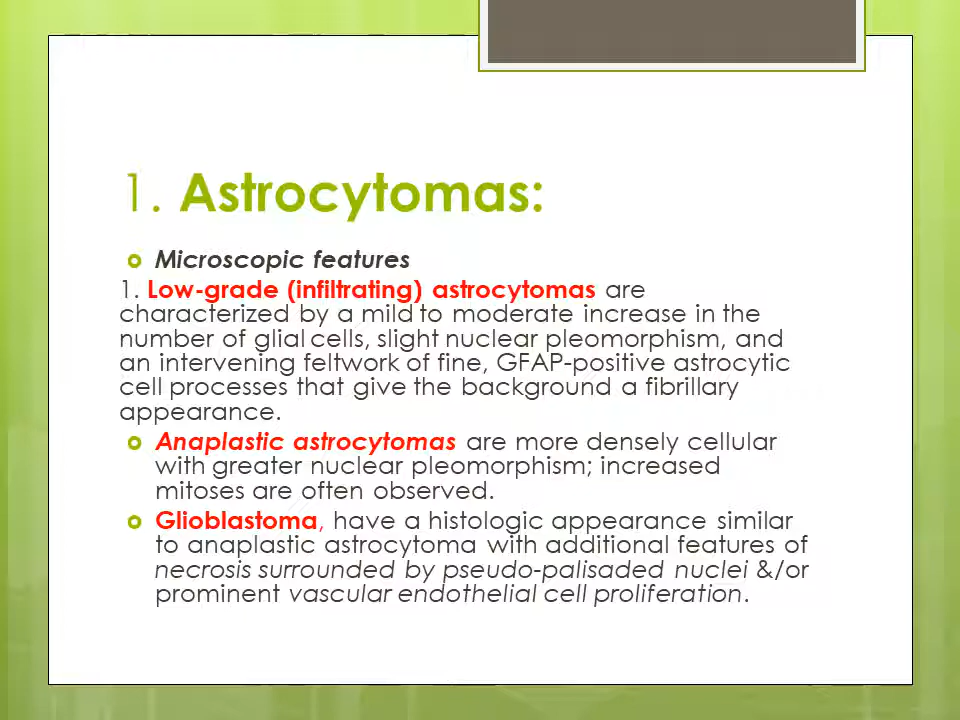 1. Astrocytomas:
Microscopic features
1. Low-grade (infiltrating) astrocytomas are
characterized by a mild to moderate increase in the
number of glial cells, slight nuclear pleomorphism, and
an intervening feltwork of fine, GFAP-positive astrocytic
cell processes that give the background a fibrillary
appearance.
Anaplastic astrocytomas are more densely cellular
with greater nuclear pleomorphism; increased
mitoses are often observed.
Glioblastoma, have a histologic appearance similar
to anaplastic astrocytoma with additional features of
necrosis surrounded by pseudo-palisaded nuclei &/or
prominent vascular endothelial cell proliferation.